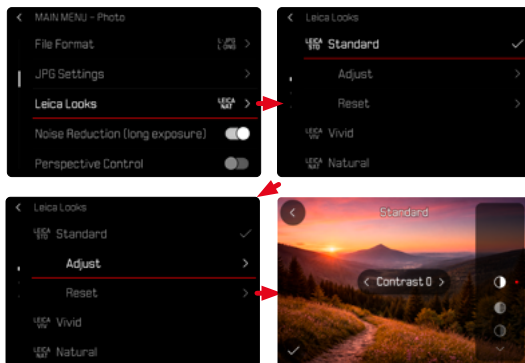 MAIN MENU - Photo
File Format L-JPG L DNG
JPG Settings
Leica Looks LEICA NAT
Noise Reduction (long exposure)
Perspective Control
Leica Looks
LEICA STD Standard
Adjust
Reset
LEICA VIV Vivid
LEICA NAT Natural
Leica Looks
LEICA STD Standard
Adjust
Reset
LEICA VIV Vivid
LEICA NAT Natural
Standard
Contrast 0